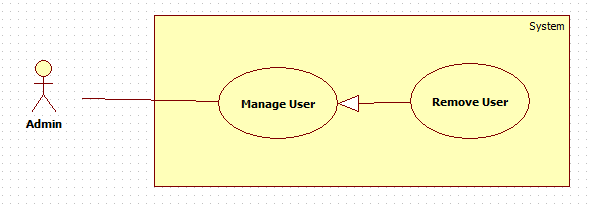 System
Admin
Manage User
Remove User